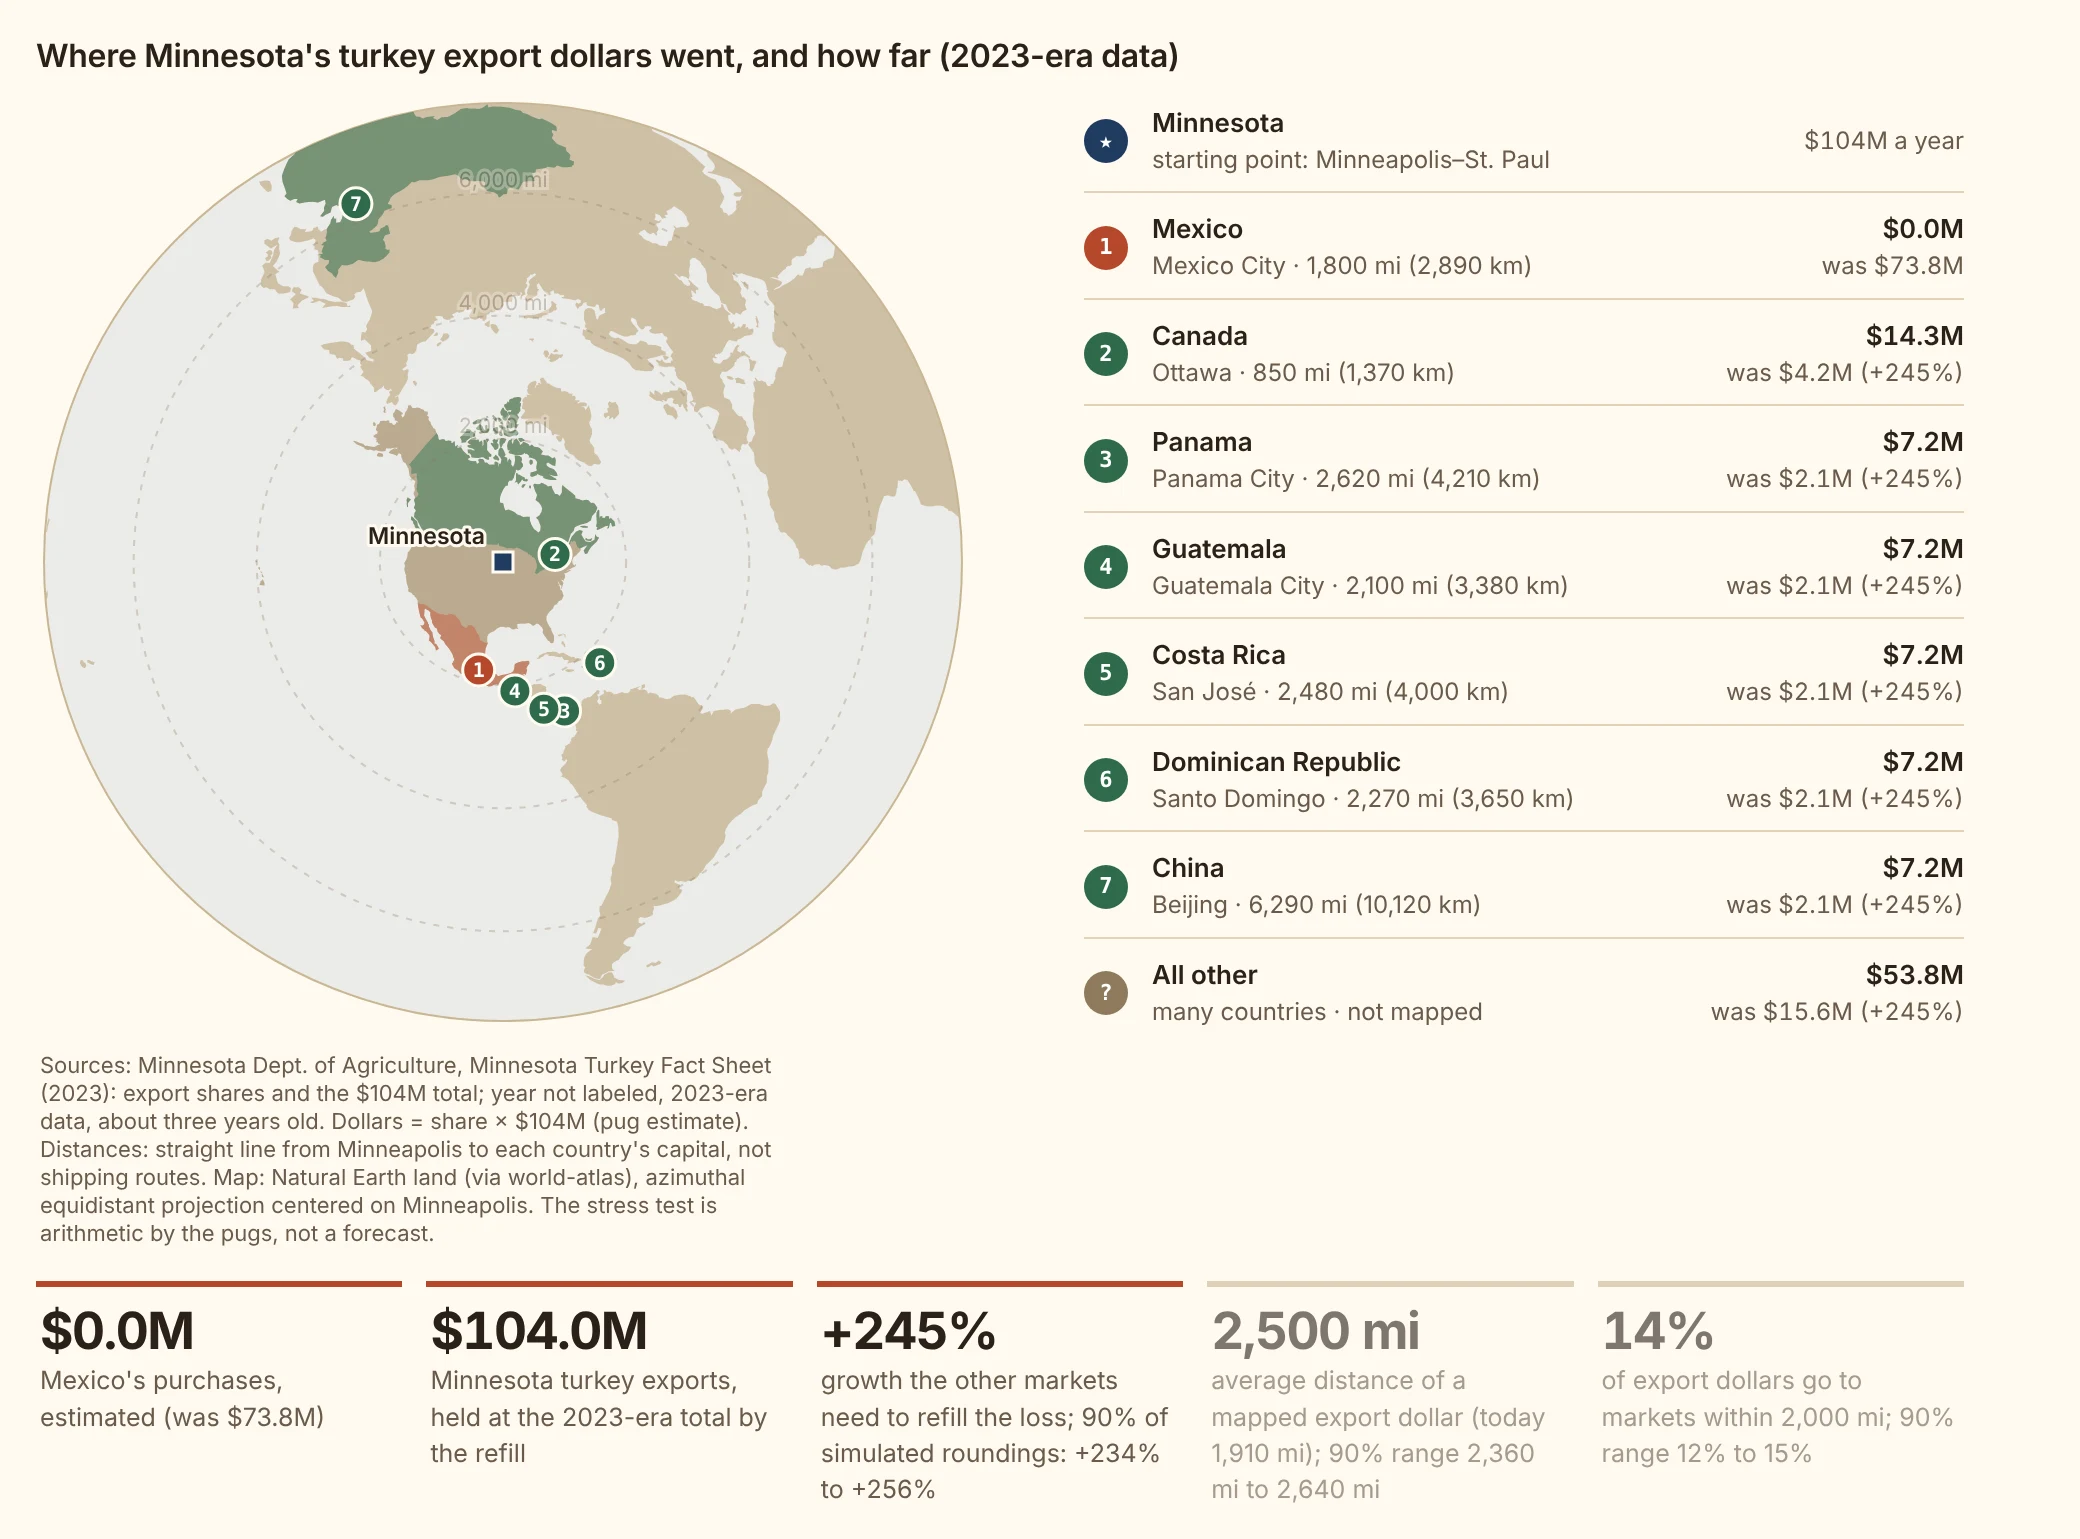 Where Minnesota's turkey export dollars went, and how far (2023-era data)
6,000 mi
7
4,000 mi
2,000 mi
Minnesota
2
1
6
4
5
3
★
Minnesota
$104M a year
starting point: Minneapolis–St. Paul
1
Mexico
$0.0M
Mexico City · 1,800 mi (2,890 km)
was $73.8M
2
Canada
$14.3M
Ottawa · 850 mi (1,370 km)
was $4.2M (+245%)
3
Panama
$7.2M
Panama City · 2,620 mi (4,210 km)
was $2.1M (+245%)
4
Guatemala
$7.2M
Guatemala City · 2,100 mi (3,380 km)
was $2.1M (+245%)
5
Costa Rica
$7.2M
San José · 2,480 mi (4,000 km)
was $2.1M (+245%)
6
Dominican Republic
$7.2M
Santo Domingo · 2,270 mi (3,650 km)
was $2.1M (+245%)
7
China
$7.2M
Beijing · 6,290 mi (10,120 km)
was $2.1M (+245%)
?
All other
$53.8M
many countries · not mapped
was $15.6M (+245%)
Sources: Minnesota Dept. of Agriculture, Minnesota Turkey Fact Sheet
(2023): export shares and the $104M total; year not labeled, 2023-era
data, about three years old. Dollars = share × $104M (pug estimate).
Distances: straight line from Minneapolis to each country's capital, not
shipping routes. Map: Natural Earth land (via world-atlas), azimuthal
equidistant projection centered on Minneapolis. The stress test is
arithmetic by the pugs, not a forecast.
$0.0M
Mexico's purchases,
estimated (was $73.8M)
$104.0M
Minnesota turkey exports,
held at the 2023-era total by
the refill
+245%
growth the other markets
need to refill the loss; 90% of
simulated roundings: +234%
to +256%
2,500 mi
average distance of a
mapped export dollar (today
1,910 mi); 90% range 2,360
mi to 2,640 mi
14%
of export dollars go to
markets within 2,000 mi; 90%
range 12% to 15%